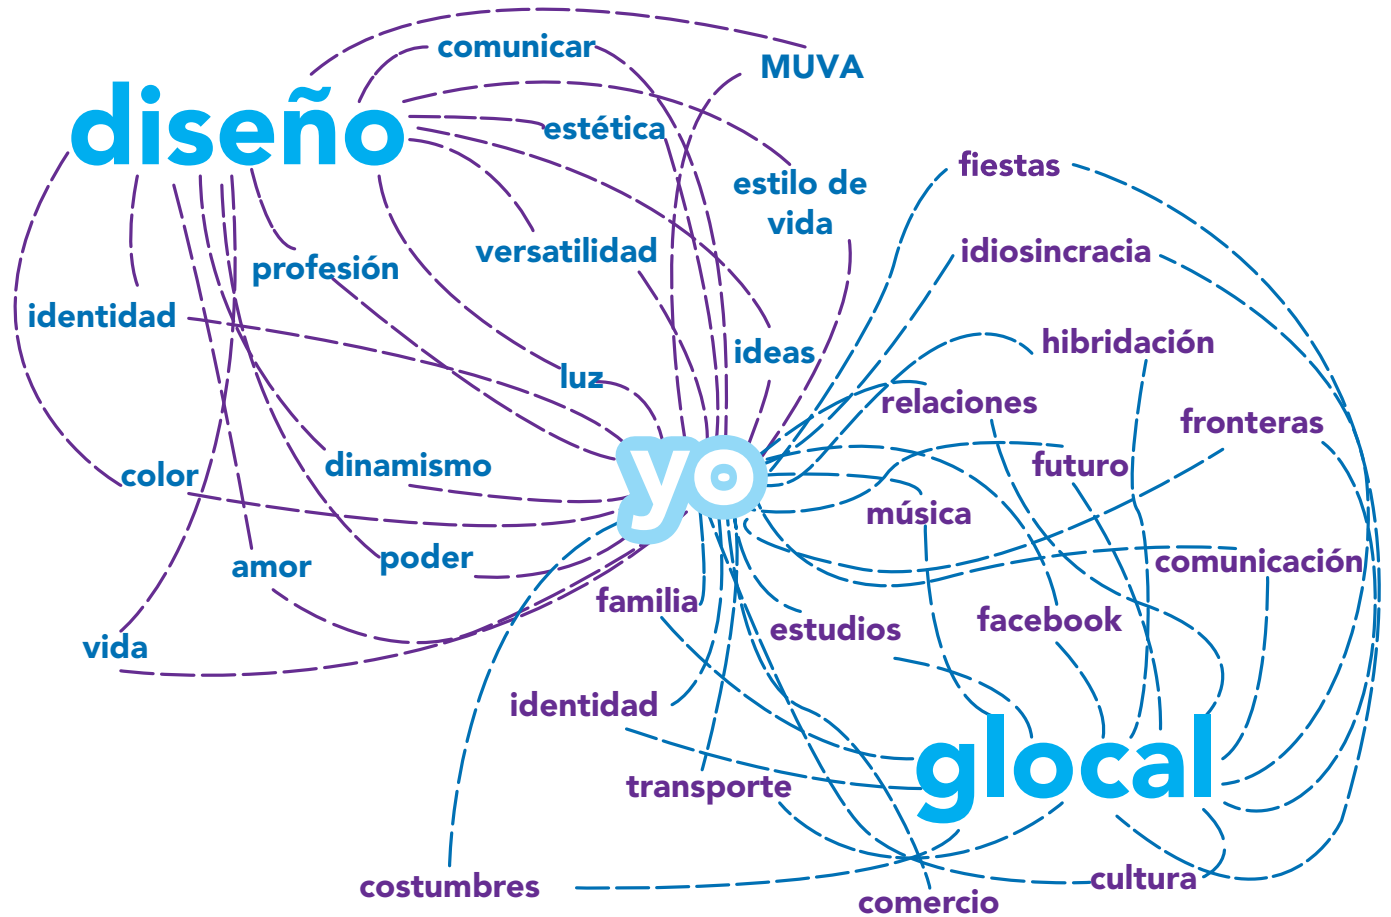 comunicar
MUVA
diseño
estética
fiestas
estilo de
vida
versatilidad
idiosincracia
profesión
identidad
hibridación
ideas
luz
relaciones
fronteras
dinamismo
futuro
color
yo
música
poder
amor
comunicación
familia
estudios
facebook
vida
identidad
glocal
transporte
costumbres
cultura
comercio